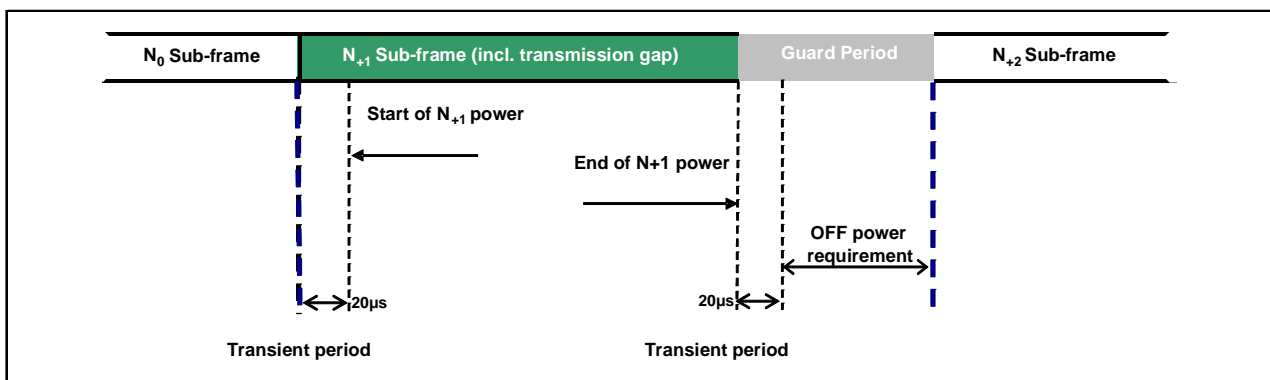 N0 Sub-frame
N+1 Sub-frame (incl. transmission gap)
Guard Period
N+2 Sub-frame
Start of N+1 power
End of N+1 power
OFF power
requirement
20µs
20µs
Transient period
Transient period